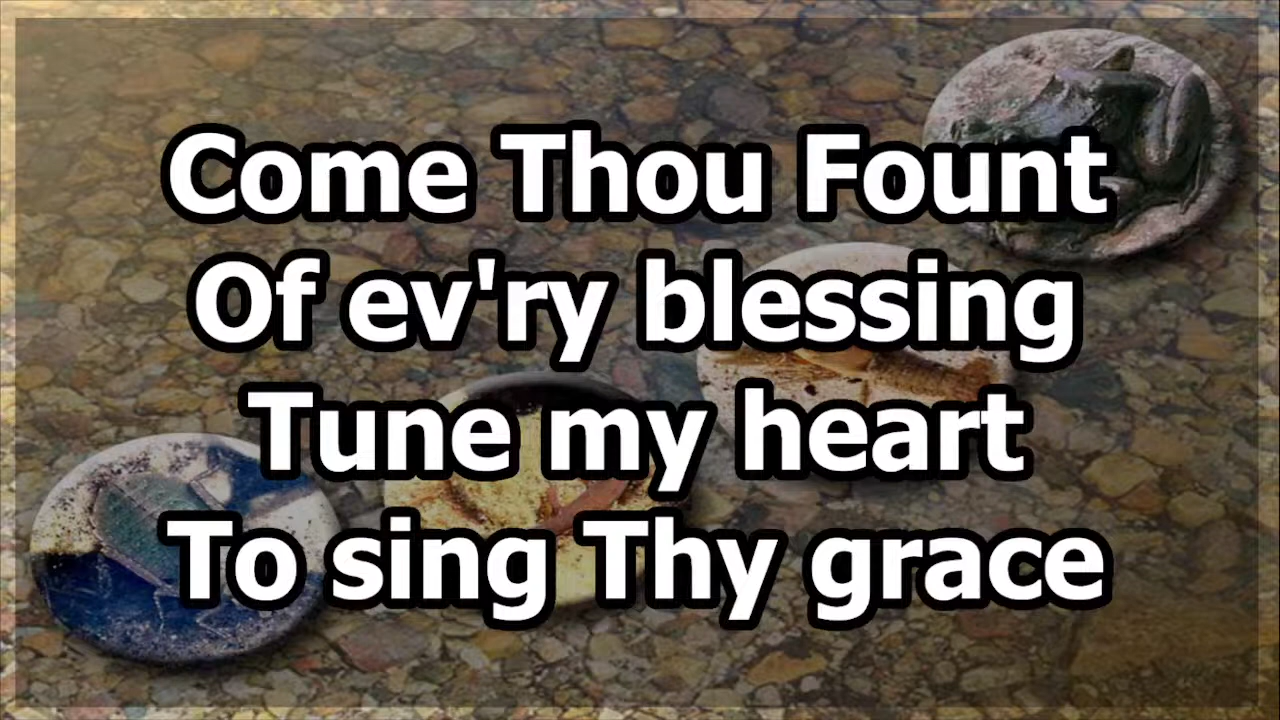 Come Thou Fount
Of ev'ry blessing
Tune my heart
To sing Thy grace